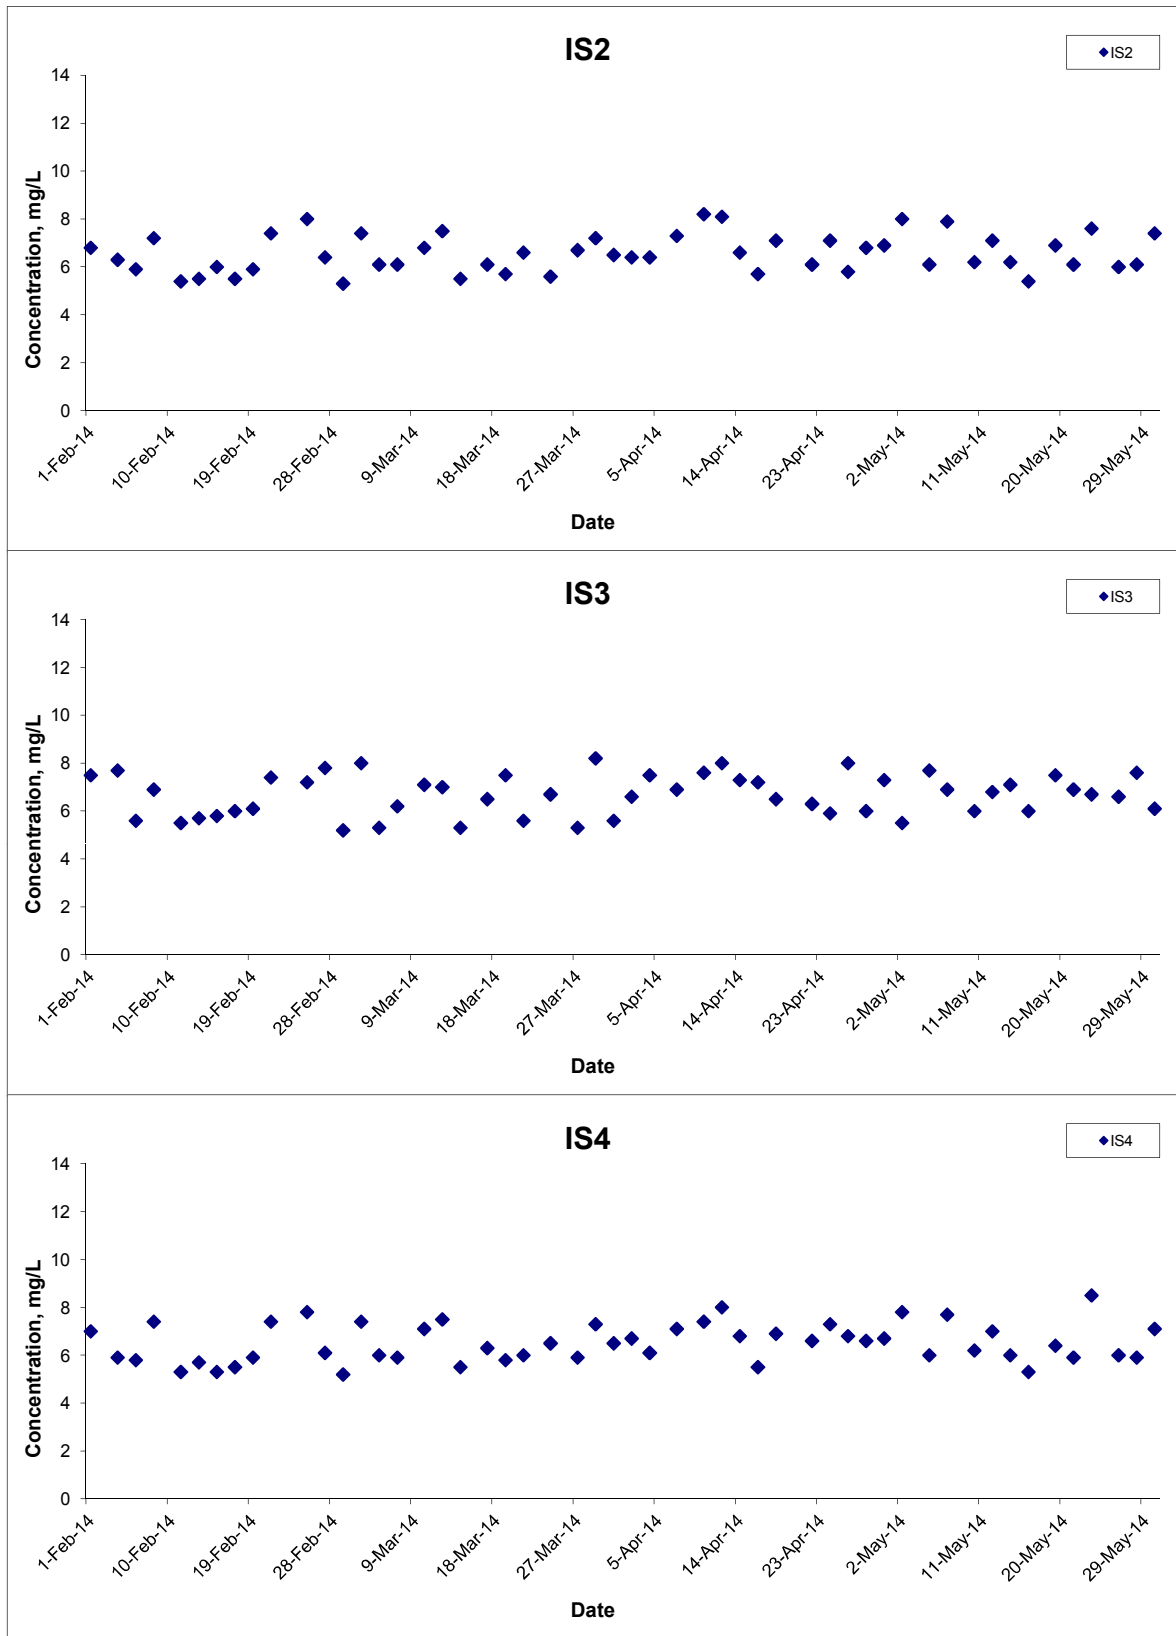 IS2
IS2
Concentration, mg/L
14
12
10
8
6
4
2
0
1-Feb-14
10-Feb-14
19-Feb-14
28-Feb-14
9-Mar-14
18-Mar-14
27-Mar-14
5-Apr-14
14-Apr-14
23-Apr-14
2-May-14
11-May-14
20-May-14
29-May-14
Date
IS3
IS3
Concentration, mg/L
14
12
10
8
6
4
2
0
1-Feb-14
10-Feb-14
19-Feb-14
28-Feb-14
9-Mar-14
18-Mar-14
27-Mar-14
5-Apr-14
14-Apr-14
23-Apr-14
2-May-14
11-May-14
20-May-14
29-May-14
Date
IS4
IS4
Concentration, mg/L
14
12
10
8
6
4
2
0
1-Feb-14
10-Feb-14
19-Feb-14
28-Feb-14
9-Mar-14
18-Mar-14
27-Mar-14
5-Apr-14
14-Apr-14
23-Apr-14
2-May-14
11-May-14
20-May-14
29-May-14
Date